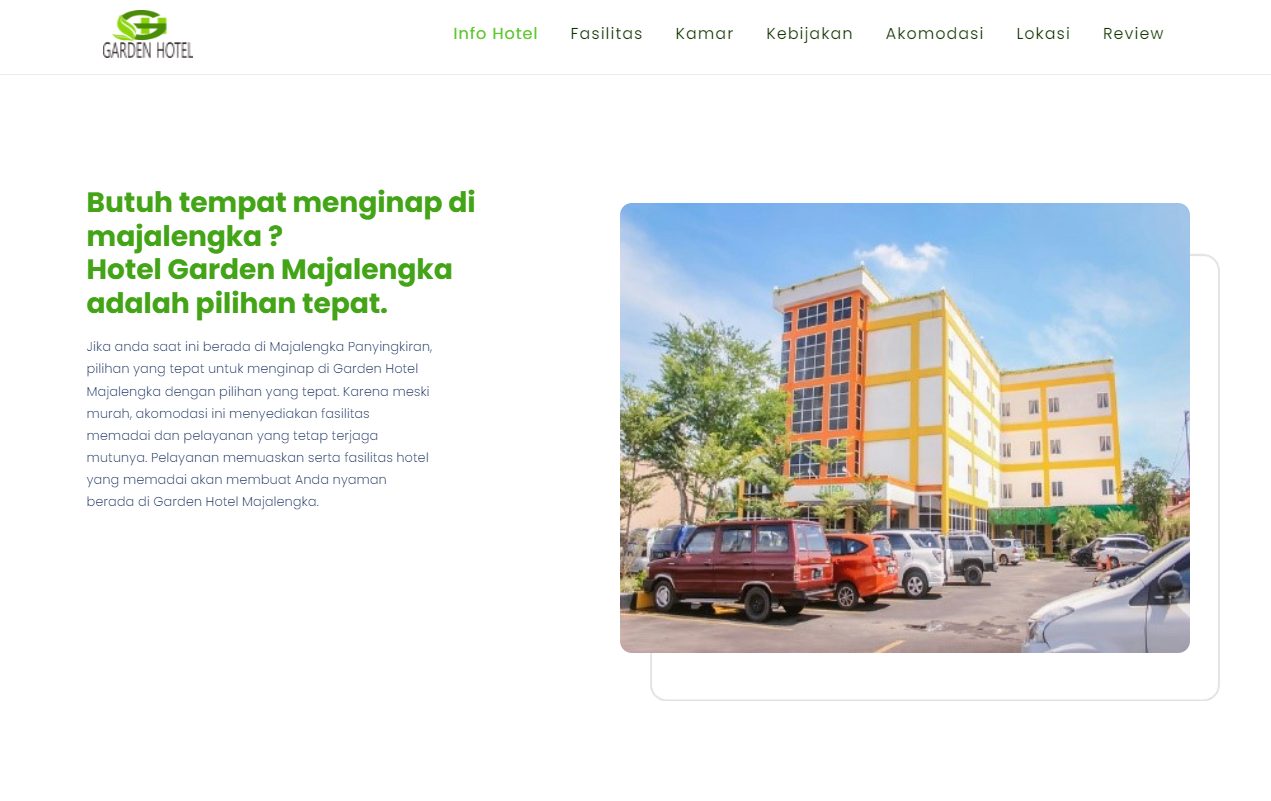 GARDEN HOTEL
Info Hotel Fasilitas Kamar Kebijakan Akomodasi Lokasi Review
Butuh tempat menginap di
majalengka ?
Hotel Garden Majalengka
adalah pilihan tepat.
Jika anda saat ini berada di Majalengka Panyingkiran,
pilihan yang tepat untuk menginap di Garden Hotel
Majalengka dengan pilihan yang tepat. Karena meski
murah, akomodasi ini menyediakan fasilitas
memadai dan pelayanan yang tetap terjaga
mutunya. Pelayanan memuaskan serta fasilitas hotel
yang memadai akan membuat Anda nyaman
berada di Garden Hotel Majalengka.
GARDEN